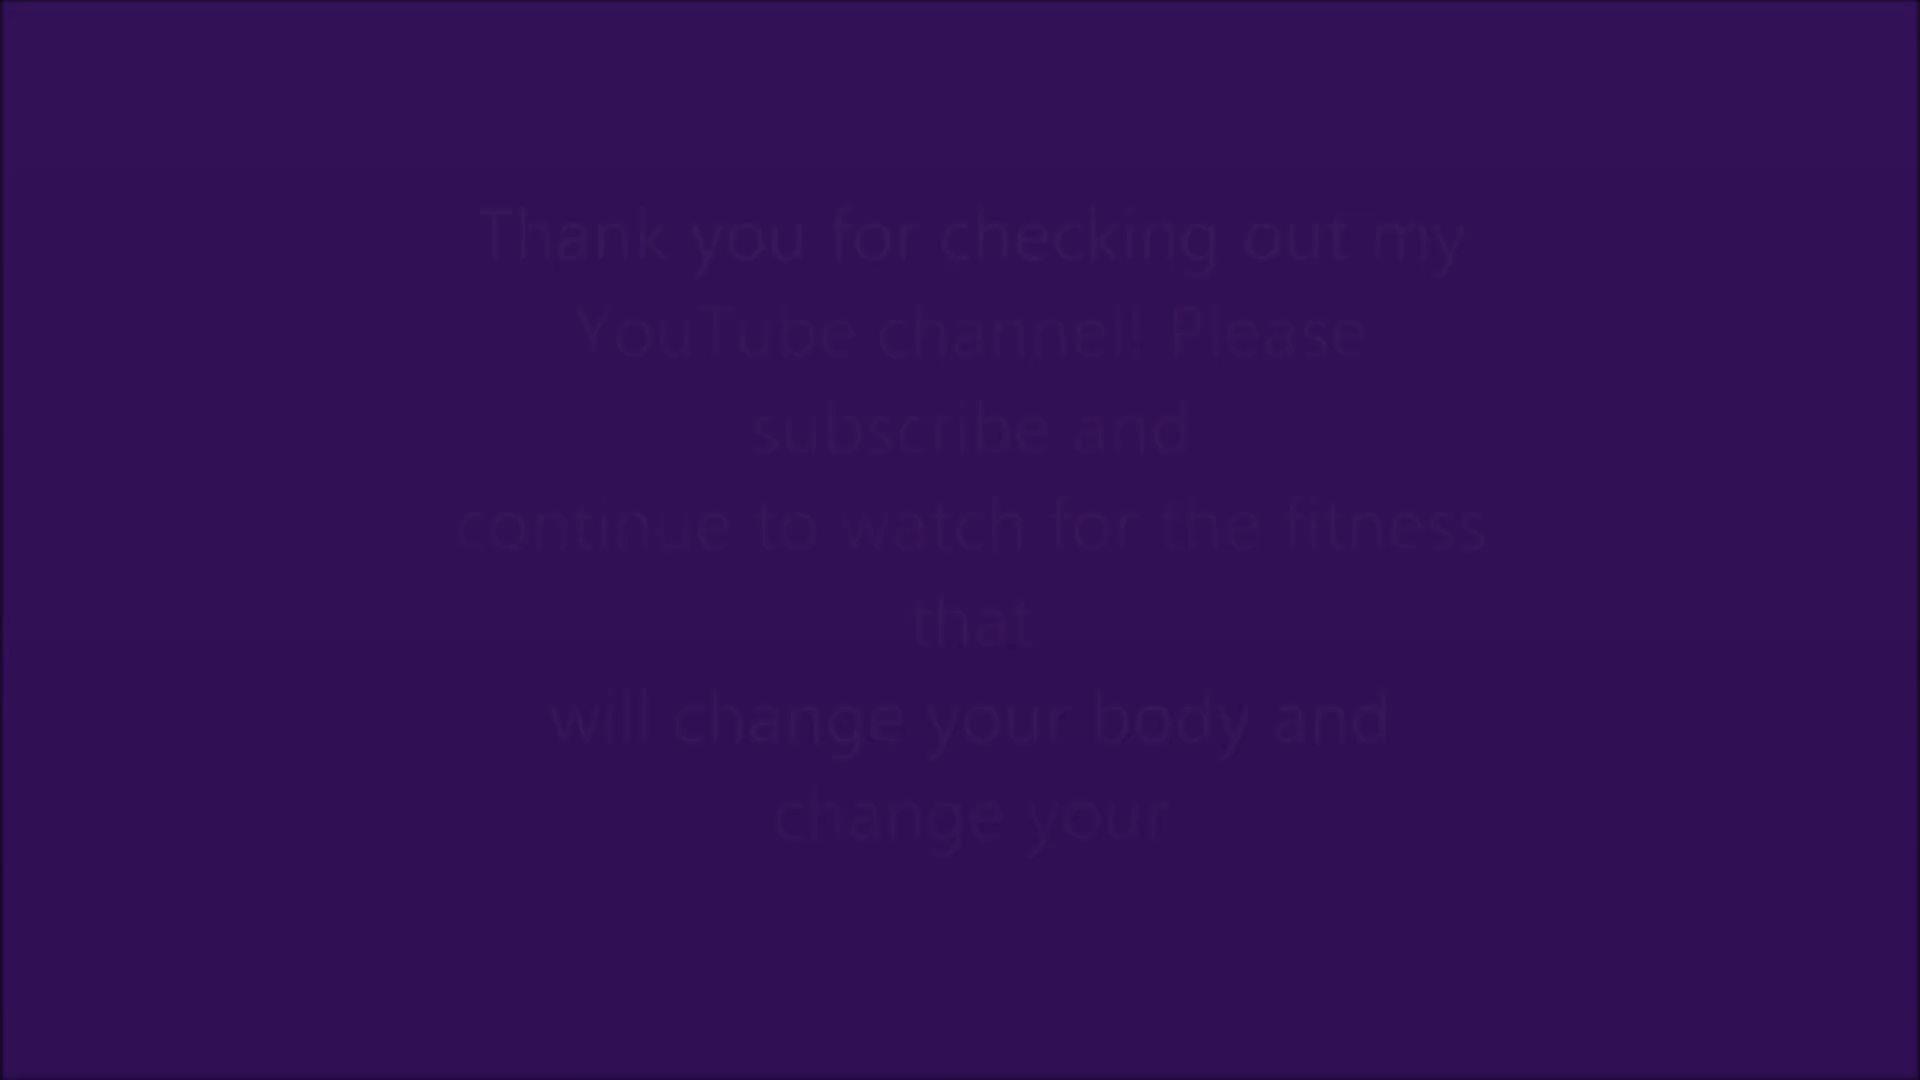 Thank you for checking out my
YouTube channel! Please
subscribe and
continue to watch for the fitness
that
will change your body and
change your